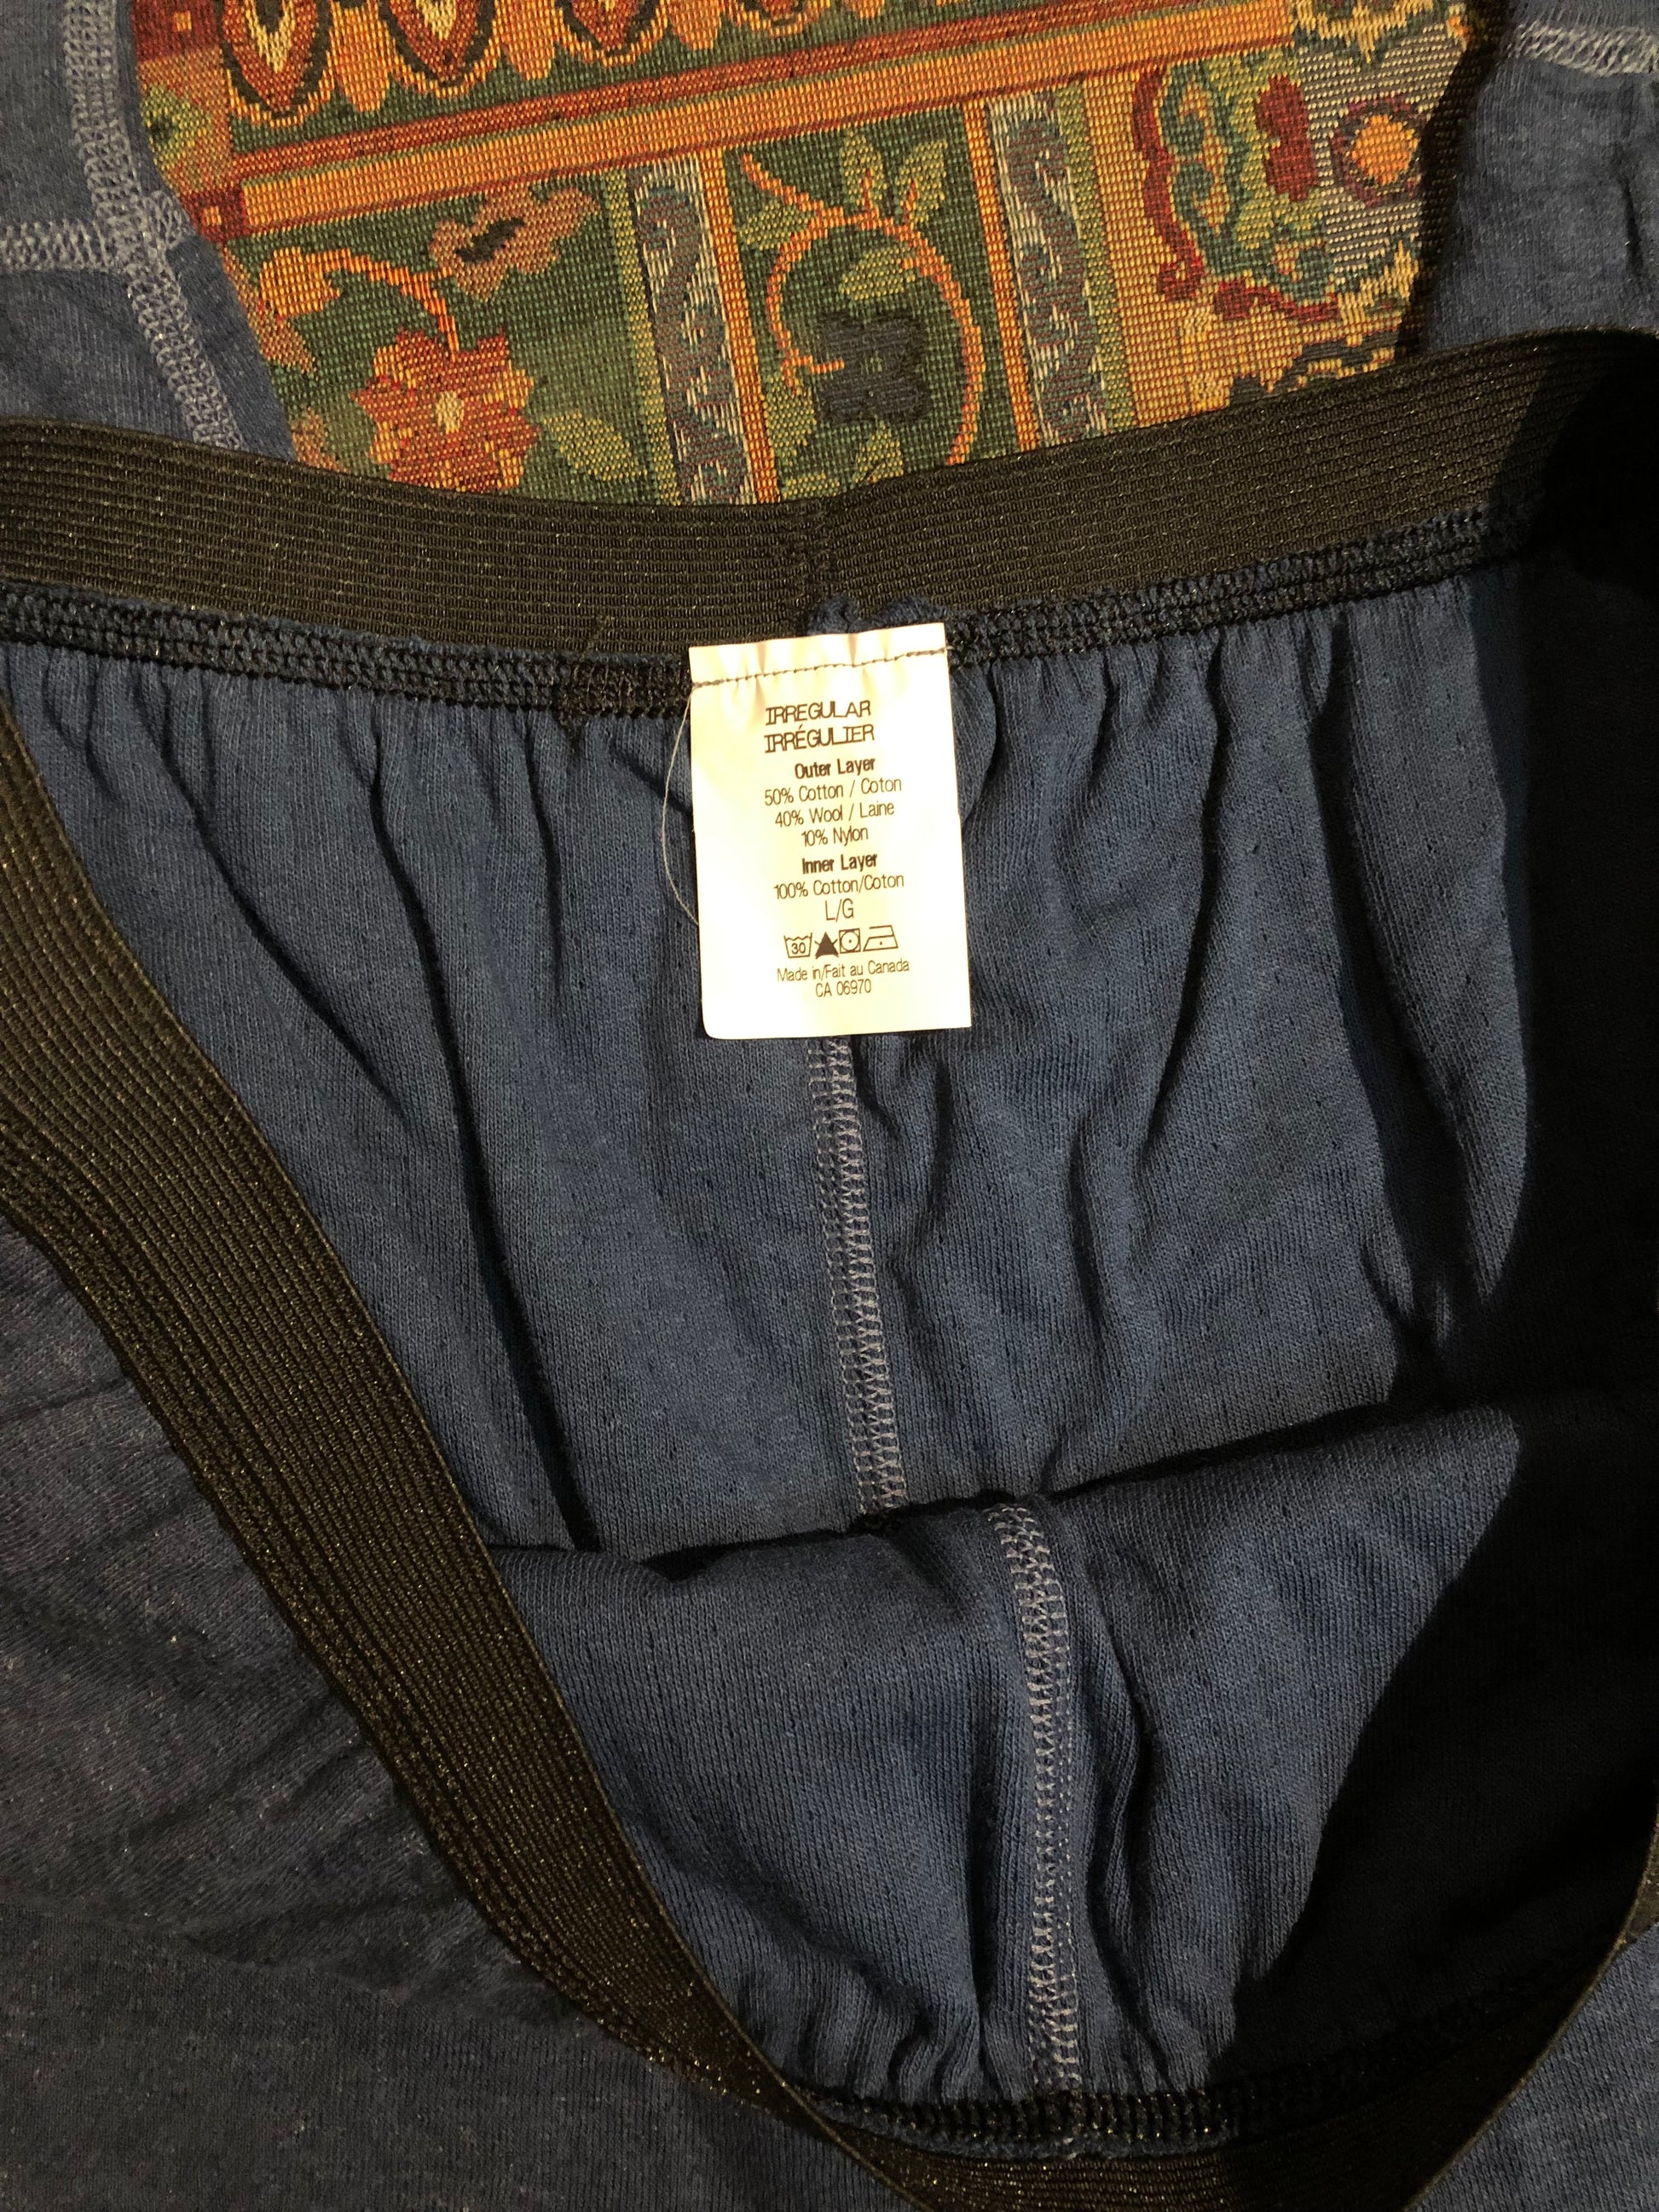 IRREGULAR
IRRÉGULIER
Outer Layer
50% Cotton / Coton
40% Wool / Laine
10% Nylon
Inner Layer
100% Cotton/Coton
L/G
30
Made in/Fait au Canada
CA 06970